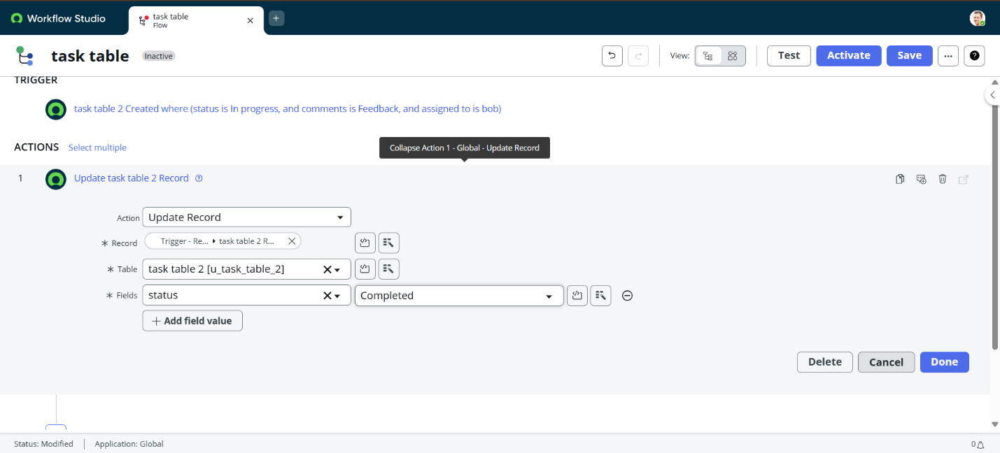 Workflow Studio
task table
Flow
task table
Inactive
View:
Test
Activate
Save
TRIGGER
task table 2 Created where (status is In progress, and comments is Feedback, and assigned to is bob)
ACTIONS
Select multiple
Collapse Action 1 - Global - Update Record
1
Update task table 2 Record
Action
Update Record
* Record
Trigger - Re... ▸ task table 2 R...
* Table
task table 2 [u_task_table_2]
* Fields
status
Completed
+ Add field value
Delete
Cancel
Done
Status: Modified
Application: Global
0